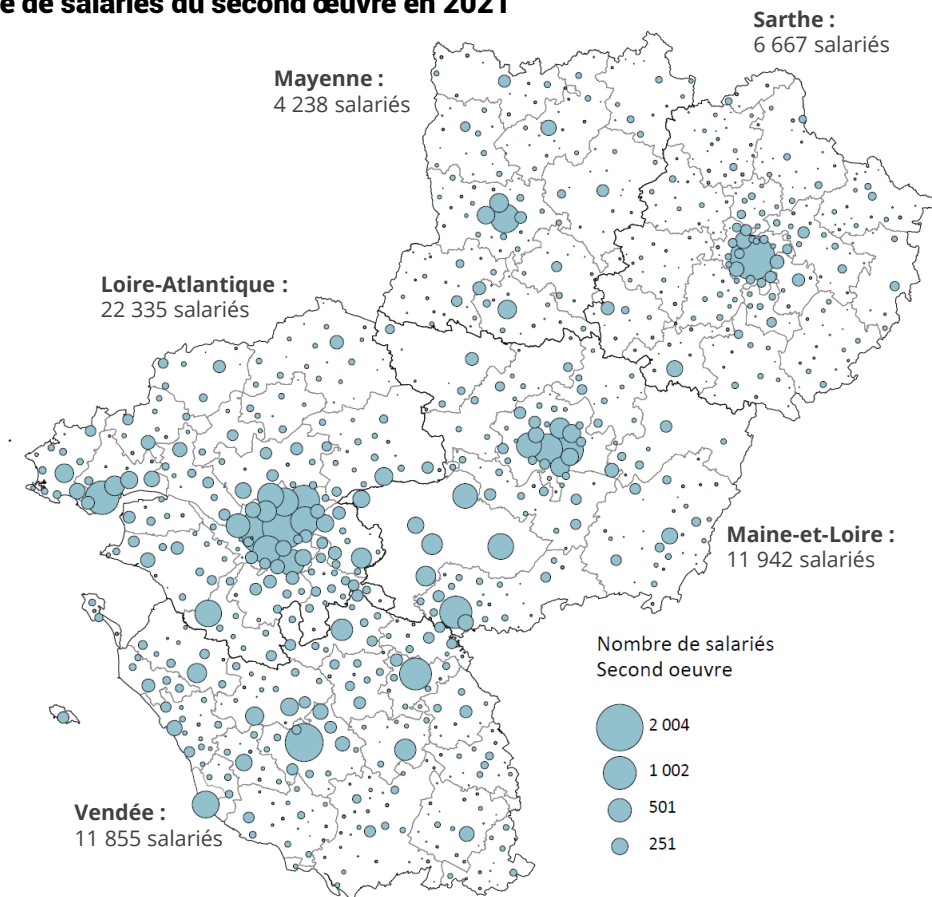 e de salariés du second œuvre en 2021
Sarthe :
6 667 salariés
Mayenne :
4 238 salariés
Loire-Atlantique :
22 335 salariés
Maine-et-Loire :
11 942 salariés
Nombre de salariés
Second oeuvre
2 004
1 002
501
251
Vendée :
11 855 salariés